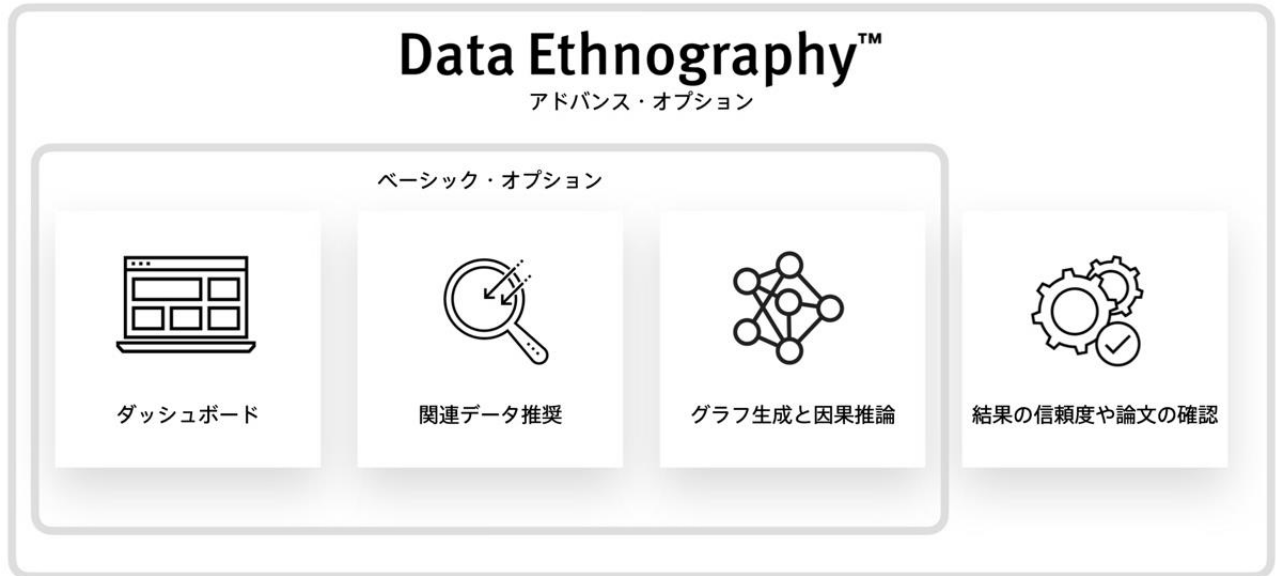 Data Ethnography™
アドバンス・オプション
ベーシック・オプション
ダッシュボード
関連データ推奨
グラフ生成と因果推論
結果の信頼度や論文の確認